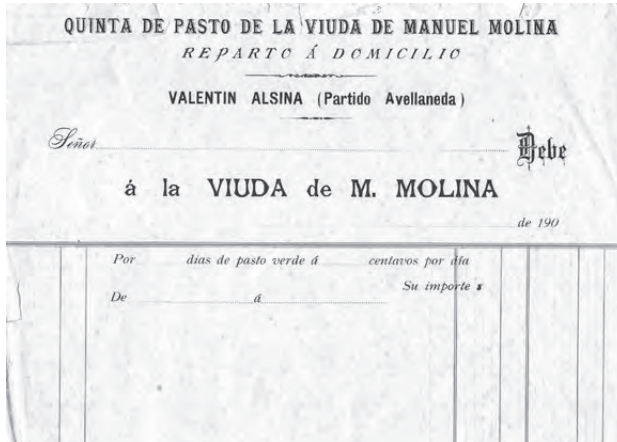 QUINTA DE PASTO DE LA VIUDA DE MANUEL MOLINA
REPARTO Á DOMICILIO
VALENTIN ALSINA (Partido Avellaneda)
Señor Debe
á la VIUDA de M. MOLINA
de 190
Por días de pasto verde á centavos por día
Su importe $
De á